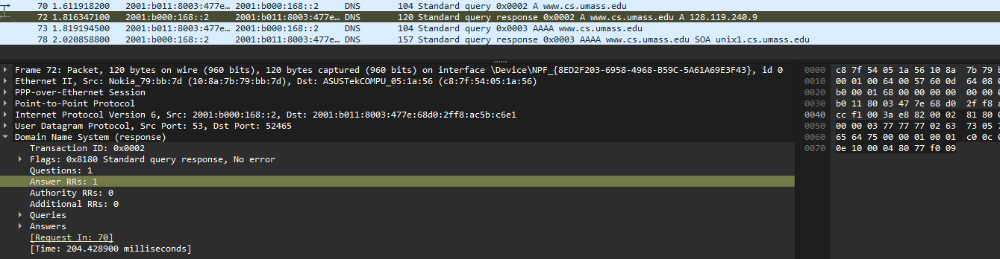 70 1.611918200 2001:b011:8003:477e… 2001:b000:168::2 DNS 104 Standard query 0x0002 A www.cs.umass.edu
72 1.816347100 2001:b000:168::2 2001:b011:8003:477e… DNS 120 Standard query response 0x0002 A www.cs.umass.edu A 128.119.240.9
73 1.819194500 2001:b011:8003:477e… 2001:b000:168::2 DNS 104 Standard query 0x0003 AAAA www.cs.umass.edu
78 2.020858800 2001:b000:168::2 2001:b011:8003:477e… DNS 157 Standard query response 0x0003 AAAA www.cs.umass.edu SOA unix1.cs.umass.edu
Frame 72: Packet, 120 bytes on wire (960 bits), 120 bytes captured (960 bits) on interface \Device\NPF_{8ED2F203-6958-4968-B59C-5A61A69E3F43}, id 0
Ethernet II, Src: Nokia_79:bb:7d (10:8a:7b:79:bb:7d), Dst: ASUSTekCOMPU_05:1a:56 (c8:7f:54:05:1a:56)
PPP-over-Ethernet Session
Point-to-Point Protocol
Internet Protocol Version 6, Src: 2001:b000:168::2, Dst: 2001:b011:8003:477e:68d0:2ff8:ac5b:c6e1
User Datagram Protocol, Src Port: 53, Dst Port: 52465
Domain Name System (response)
Transaction ID: 0x0002
Flags: 0x8180 Standard query response, No error
Questions: 1
Answer RRs: 1
Authority RRs: 0
Additional RRs: 0
Queries
Answers
[Request In: 70]
[Time: 204.428900 milliseconds]
0000 c8 7f 54 05 1a 56 10 8a 7b 79
0010 00 01 00 64 00 57 60 0d 64 08
0020 b0 00 01 68 00 00 00 00 00 00
0030 b0 11 80 03 47 7e 68 d0 2f f8
0040 cc f1 00 3a e8 82 00 02 81 80
0050 00 00 03 77 77 77 02 63 73 05
0060 65 64 75 00 00 01 00 01 c0 0c
0070 0e 10 00 04 80 77 f0 09